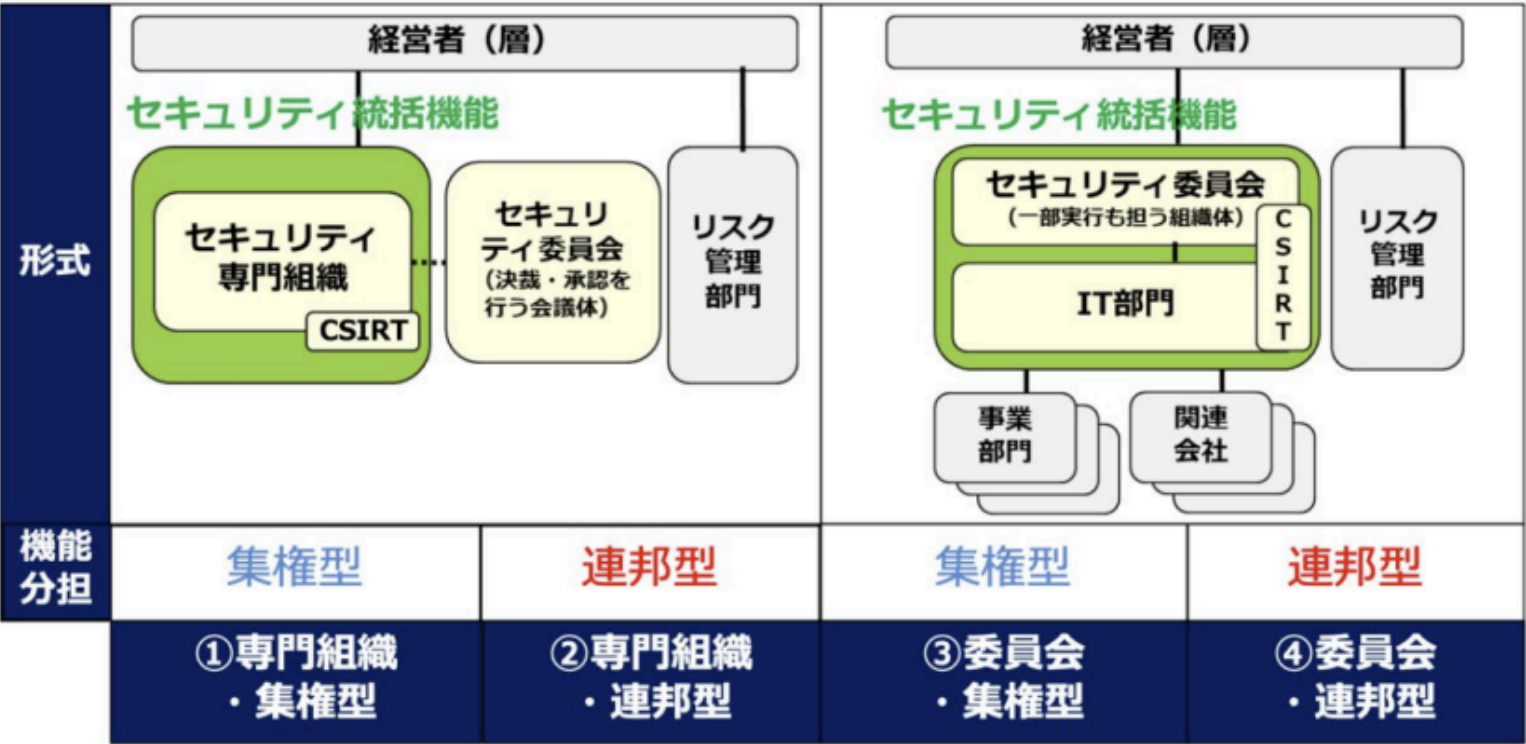 経営者（層）
セキュリティ統括機能
セキュリティ
専門組織
CSIRT
セキュリ
ティ委員会
（決裁・承認を
行う会議体）
リスク
管理
部門
経営者（層）
セキュリティ統括機能
セキュリティ委員会
（一部実行も担う組織体）
IT部門
C
S
I
R
T
リスク
管理
部門
事業
部門
関連
会社
形式
機能
分担
集権型
連邦型
集権型
連邦型
①専門組織
・集権型
②専門組織
・連邦型
③委員会
・集権型
④委員会
・連邦型